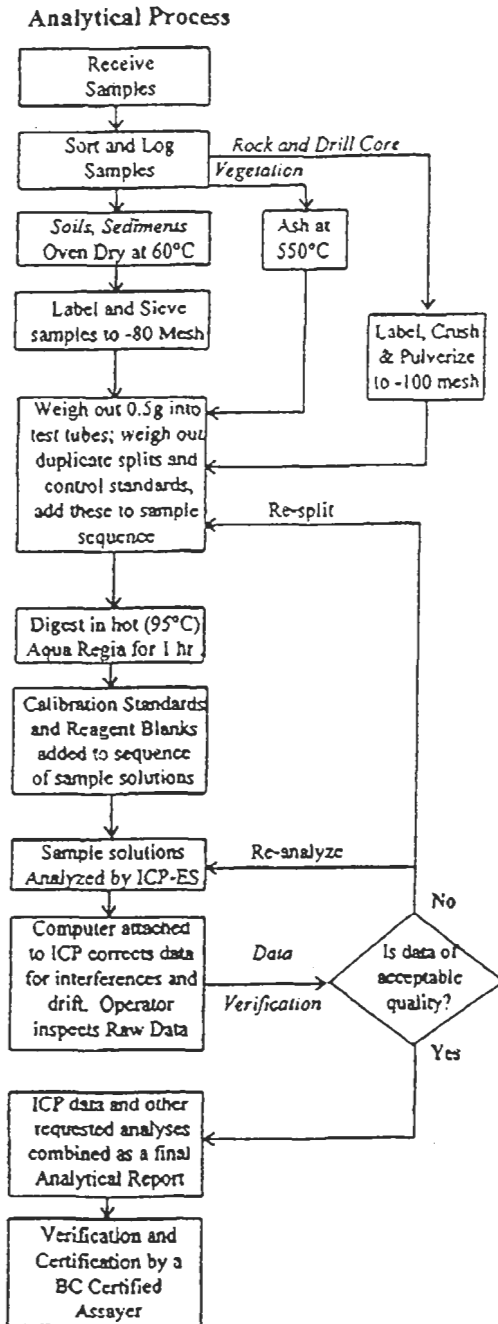 Analytical Process
Receive
Samples
Sort and Log
Samples
Rock and Drill Core
Vegetation
Soils, Sediments
Oven Dry at 60°C
Ash at
550°C
Label and Sieve
samples to -80 Mesh
Label, Crush
& Pulverize
to -100 mesh
Weigh out 0.5g into
test tubes; weigh out
duplicate splits and
control standards,
add these to sample
sequence
Re-split
Digest in hot (95°C)
Aqua Regia for 1 hr
Calibration Standards
and Reagent Blanks
added to sequence
of sample solutions
Sample solutions
Analyzed by ICP-ES
Re-analyze
No
Computer attached
to ICP corrects data
for interferences and
drift. Operator
inspects Raw Data
Data
Verification
Is data of
acceptable
quality?
Yes
ICP data and other
requested analyses
combined as a final
Analytical Report
Verification and
Certification by a
BC Certified
Assayer